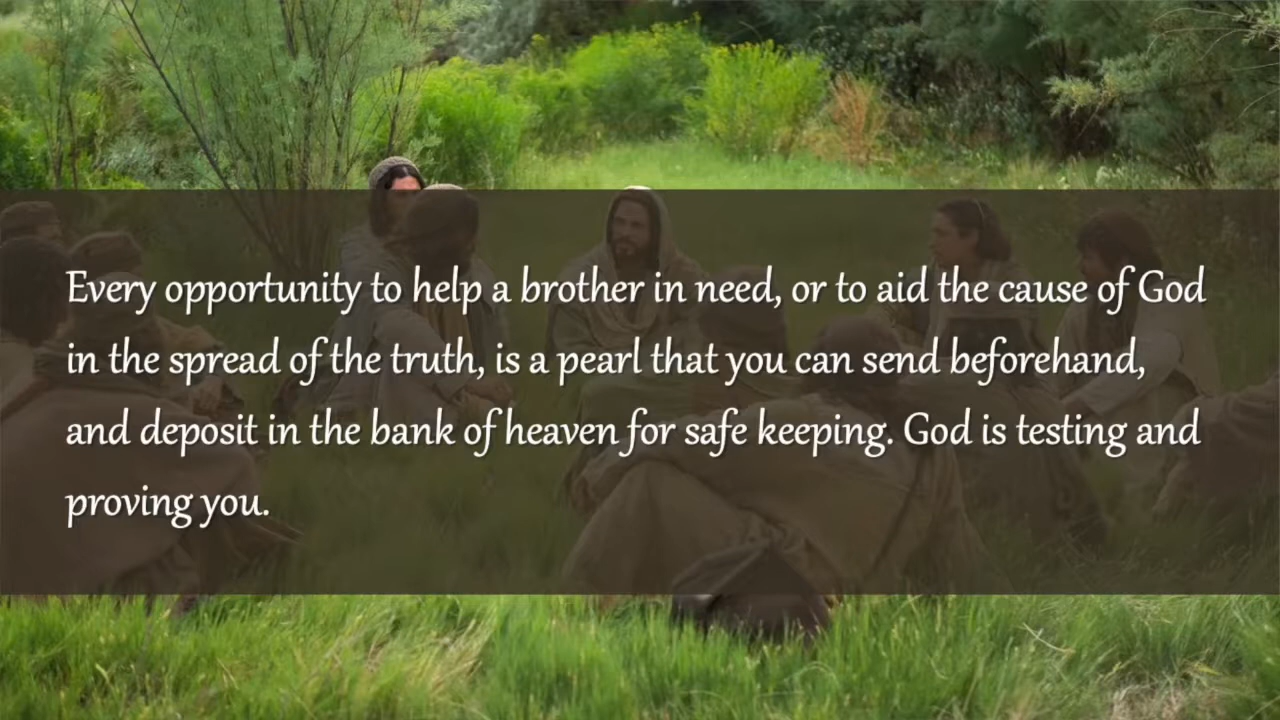 Every opportunity to help a brother in need, or to aid the cause of God
in the spread of the truth, is a pearl that you can send beforehand,
and deposit in the bank of heaven for safe keeping. God is testing and
proving you.